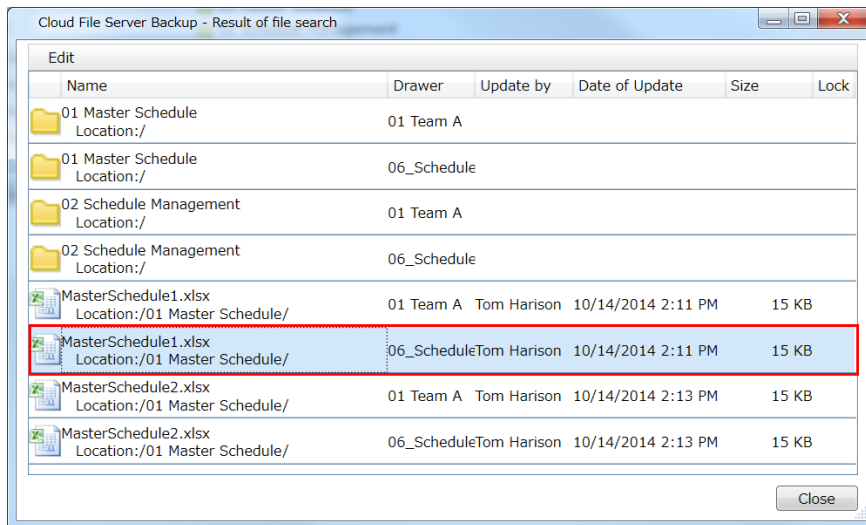 Cloud File Server Backup - Result of file search
Edit
Name Drawer Update by Date of Update Size Lock
01 Master Schedule
Location:/
01 Team A
01 Master Schedule
Location:/
06_Schedule
02 Schedule Management
Location:/
01 Team A
02 Schedule Management
Location:/
06_Schedule
MasterSchedule1.xlsx
Location:/01 Master Schedule/
01 Team A Tom Harison 10/14/2014 2:11 PM 15 KB
MasterSchedule1.xlsx
Location:/01 Master Schedule/
06_Schedule Tom Harison 10/14/2014 2:11 PM 15 KB
MasterSchedule2.xlsx
Location:/01 Master Schedule/
01 Team A Tom Harison 10/14/2014 2:13 PM 15 KB
MasterSchedule2.xlsx
Location:/01 Master Schedule/
06_Schedule Tom Harison 10/14/2014 2:13 PM 15 KB
Close